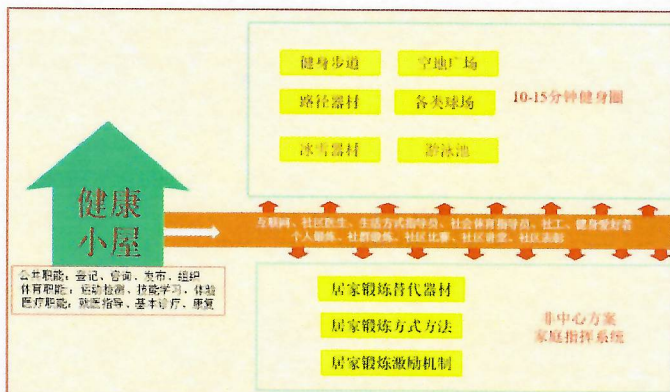 健身步道 空地广场
路径器材 各类球场
10-15分钟健身圈
冰雪器材 游泳池
健康
小屋
互联网、社区医生、生活方式指导员、社会体育指导员、社工、健身爱好者
个人锻炼、社群锻炼、社区比赛、社区讲堂、社区表彰
公共职能：登记、咨询、发布、组织
体育职能：运动检测、技能学习、体验
医疗职能：就医指导、基本诊疗、康复
居家锻炼替代器材
居家锻炼方式方法
居家锻炼激励机制
非中心方案
家庭指挥系统